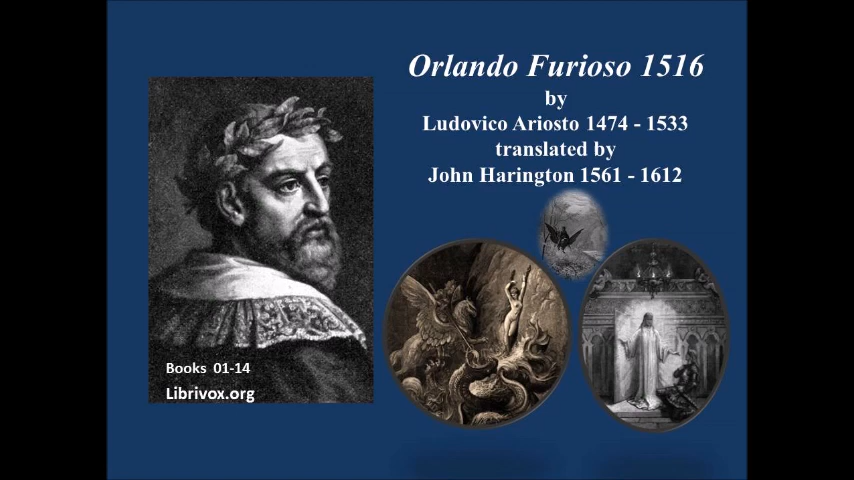 Orlando Furioso 1516
by
Ludovico Ariosto 1474 - 1533
translated by
John Harington 1561 - 1612
Books 01-14
Librivox.org